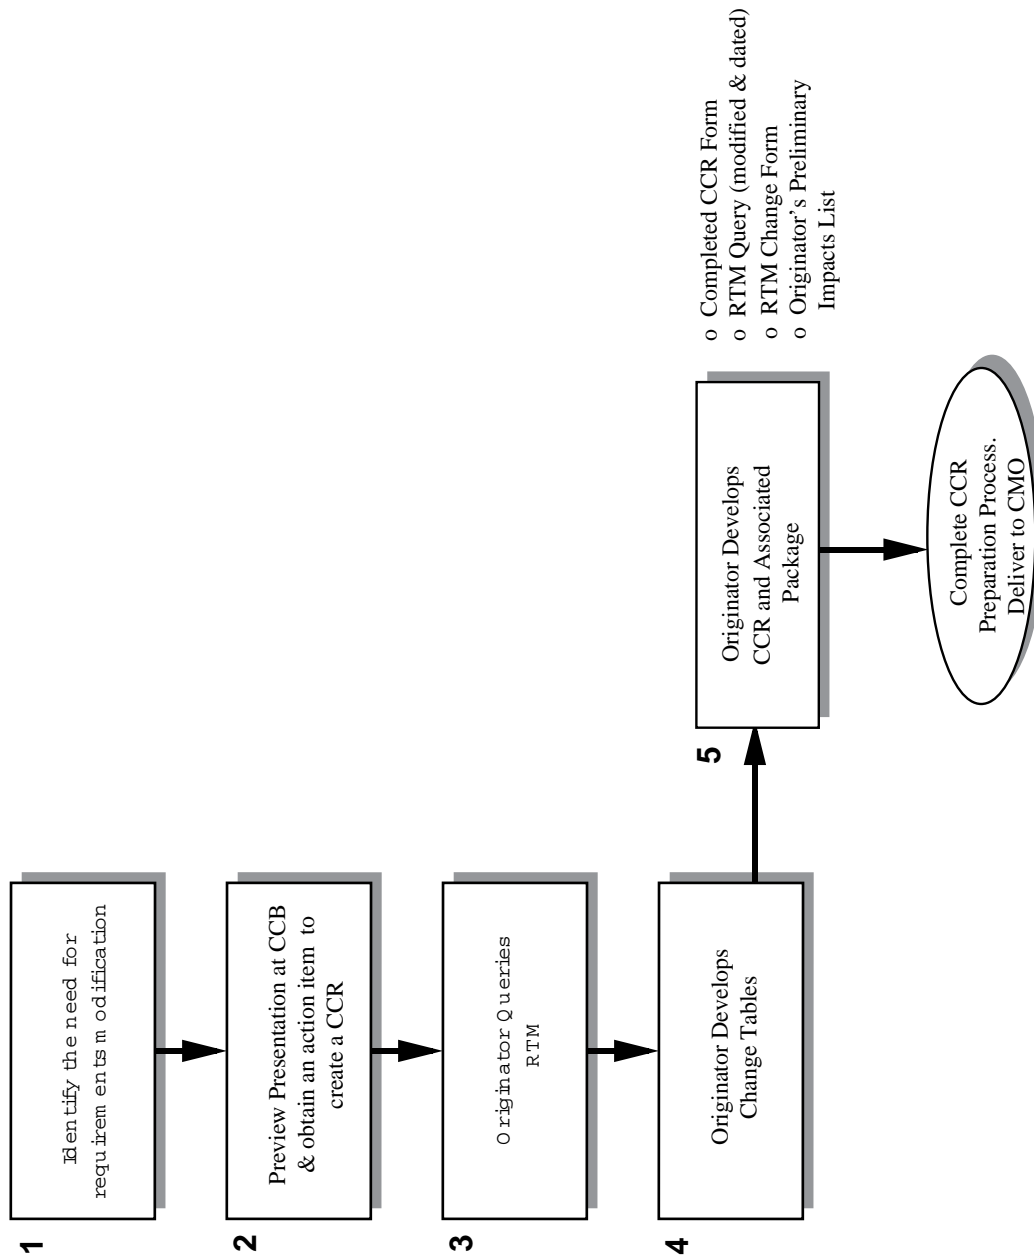 1
Identify the need for
requirements modification
2
Preview Presentation at CCB
& obtain an action item to
create a CCR
3
Originator Queries
RTM
4
Originator Develops
Change Tables
5
Originator Develops
CCR and Associated
Package
o Completed CCR Form
o RTM Query (modified & dated)
o RTM Change Form
o Originator's Preliminary
Impacts List
Complete CCR
Preparation Process.
Deliver to CMO